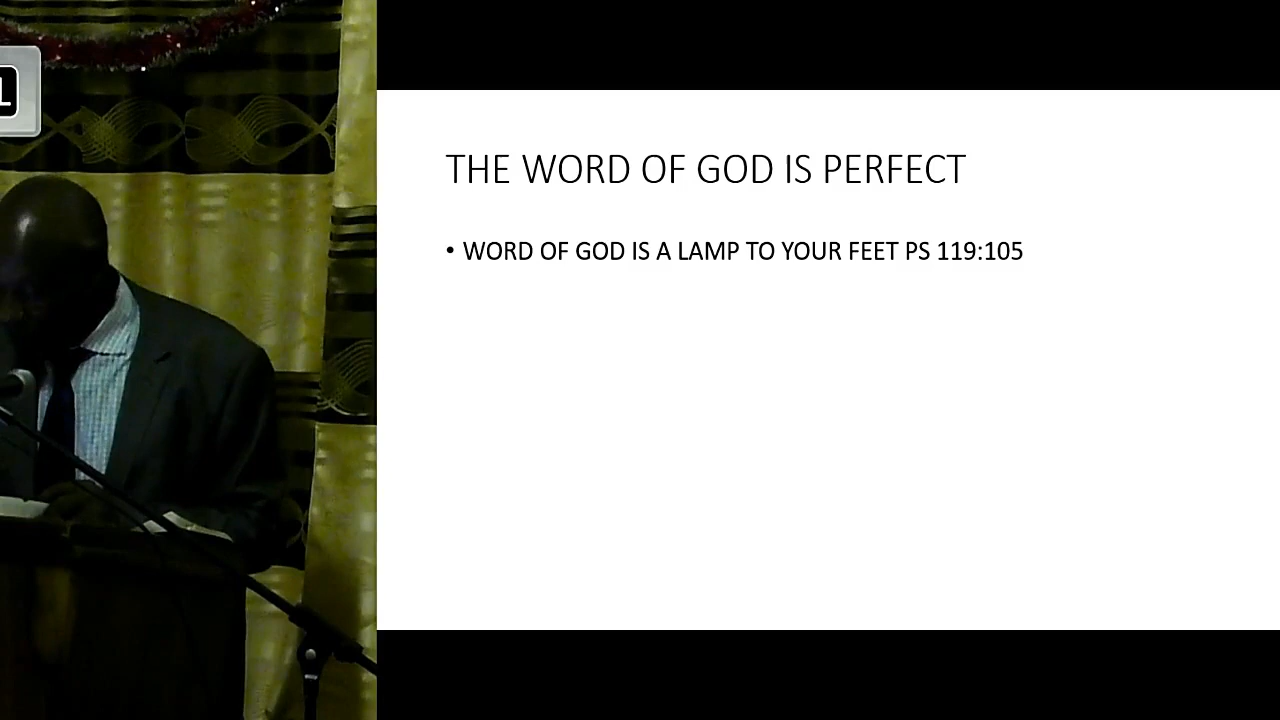 THE WORD OF GOD IS PERFECT
• WORD OF GOD IS A LAMP TO YOUR FEET PS 119:105